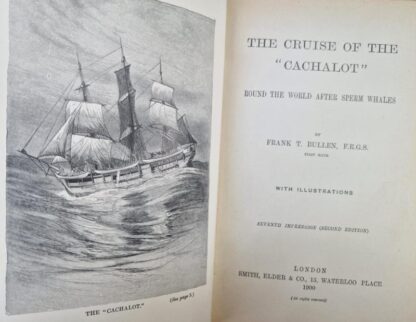 THE "CACHALOT."
(See page 5.)
THE CRUISE OF THE
"CACHALOT"
ROUND THE WORLD AFTER SPERM WHALES
BY
FRANK T. BULLEN, F.R.G.S.
FIRST MATE
WITH ILLUSTRATIONS
SEVENTH IMPRESSION (SECOND EDITION)
LONDON
SMITH, ELDER & CO., 15, WATERLOO PLACE
1900
(All rights reserved)